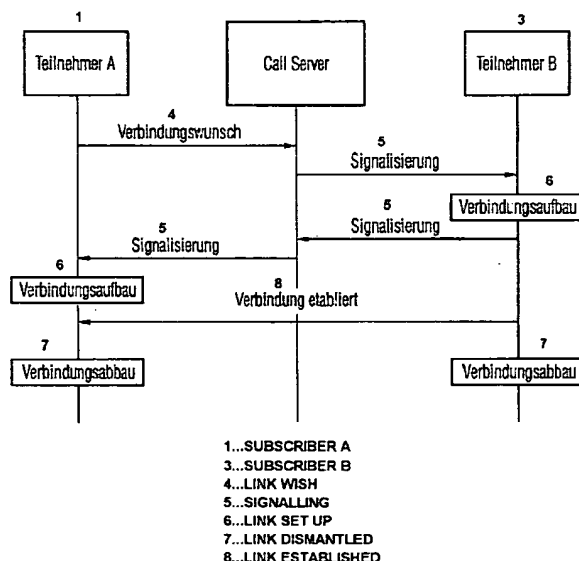 1
3
Teilnehmer A
Call Server
Teilnehmer B
4
Verbindungswunsch
5
Signalisierung
6
Verbindungsaufbau
5
Signalisierung
5
Signalisierung
6
Verbindungsaufbau
8
Verbindung etabliert
7
Verbindungsabbau
7
Verbindungsabbau
1...SUBSCRIBER A
3...SUBSCRIBER B
4...LINK WISH
5...SIGNALLING
6...LINK SET UP
7...LINK DISMANTLED
8...LINK ESTABLISHED